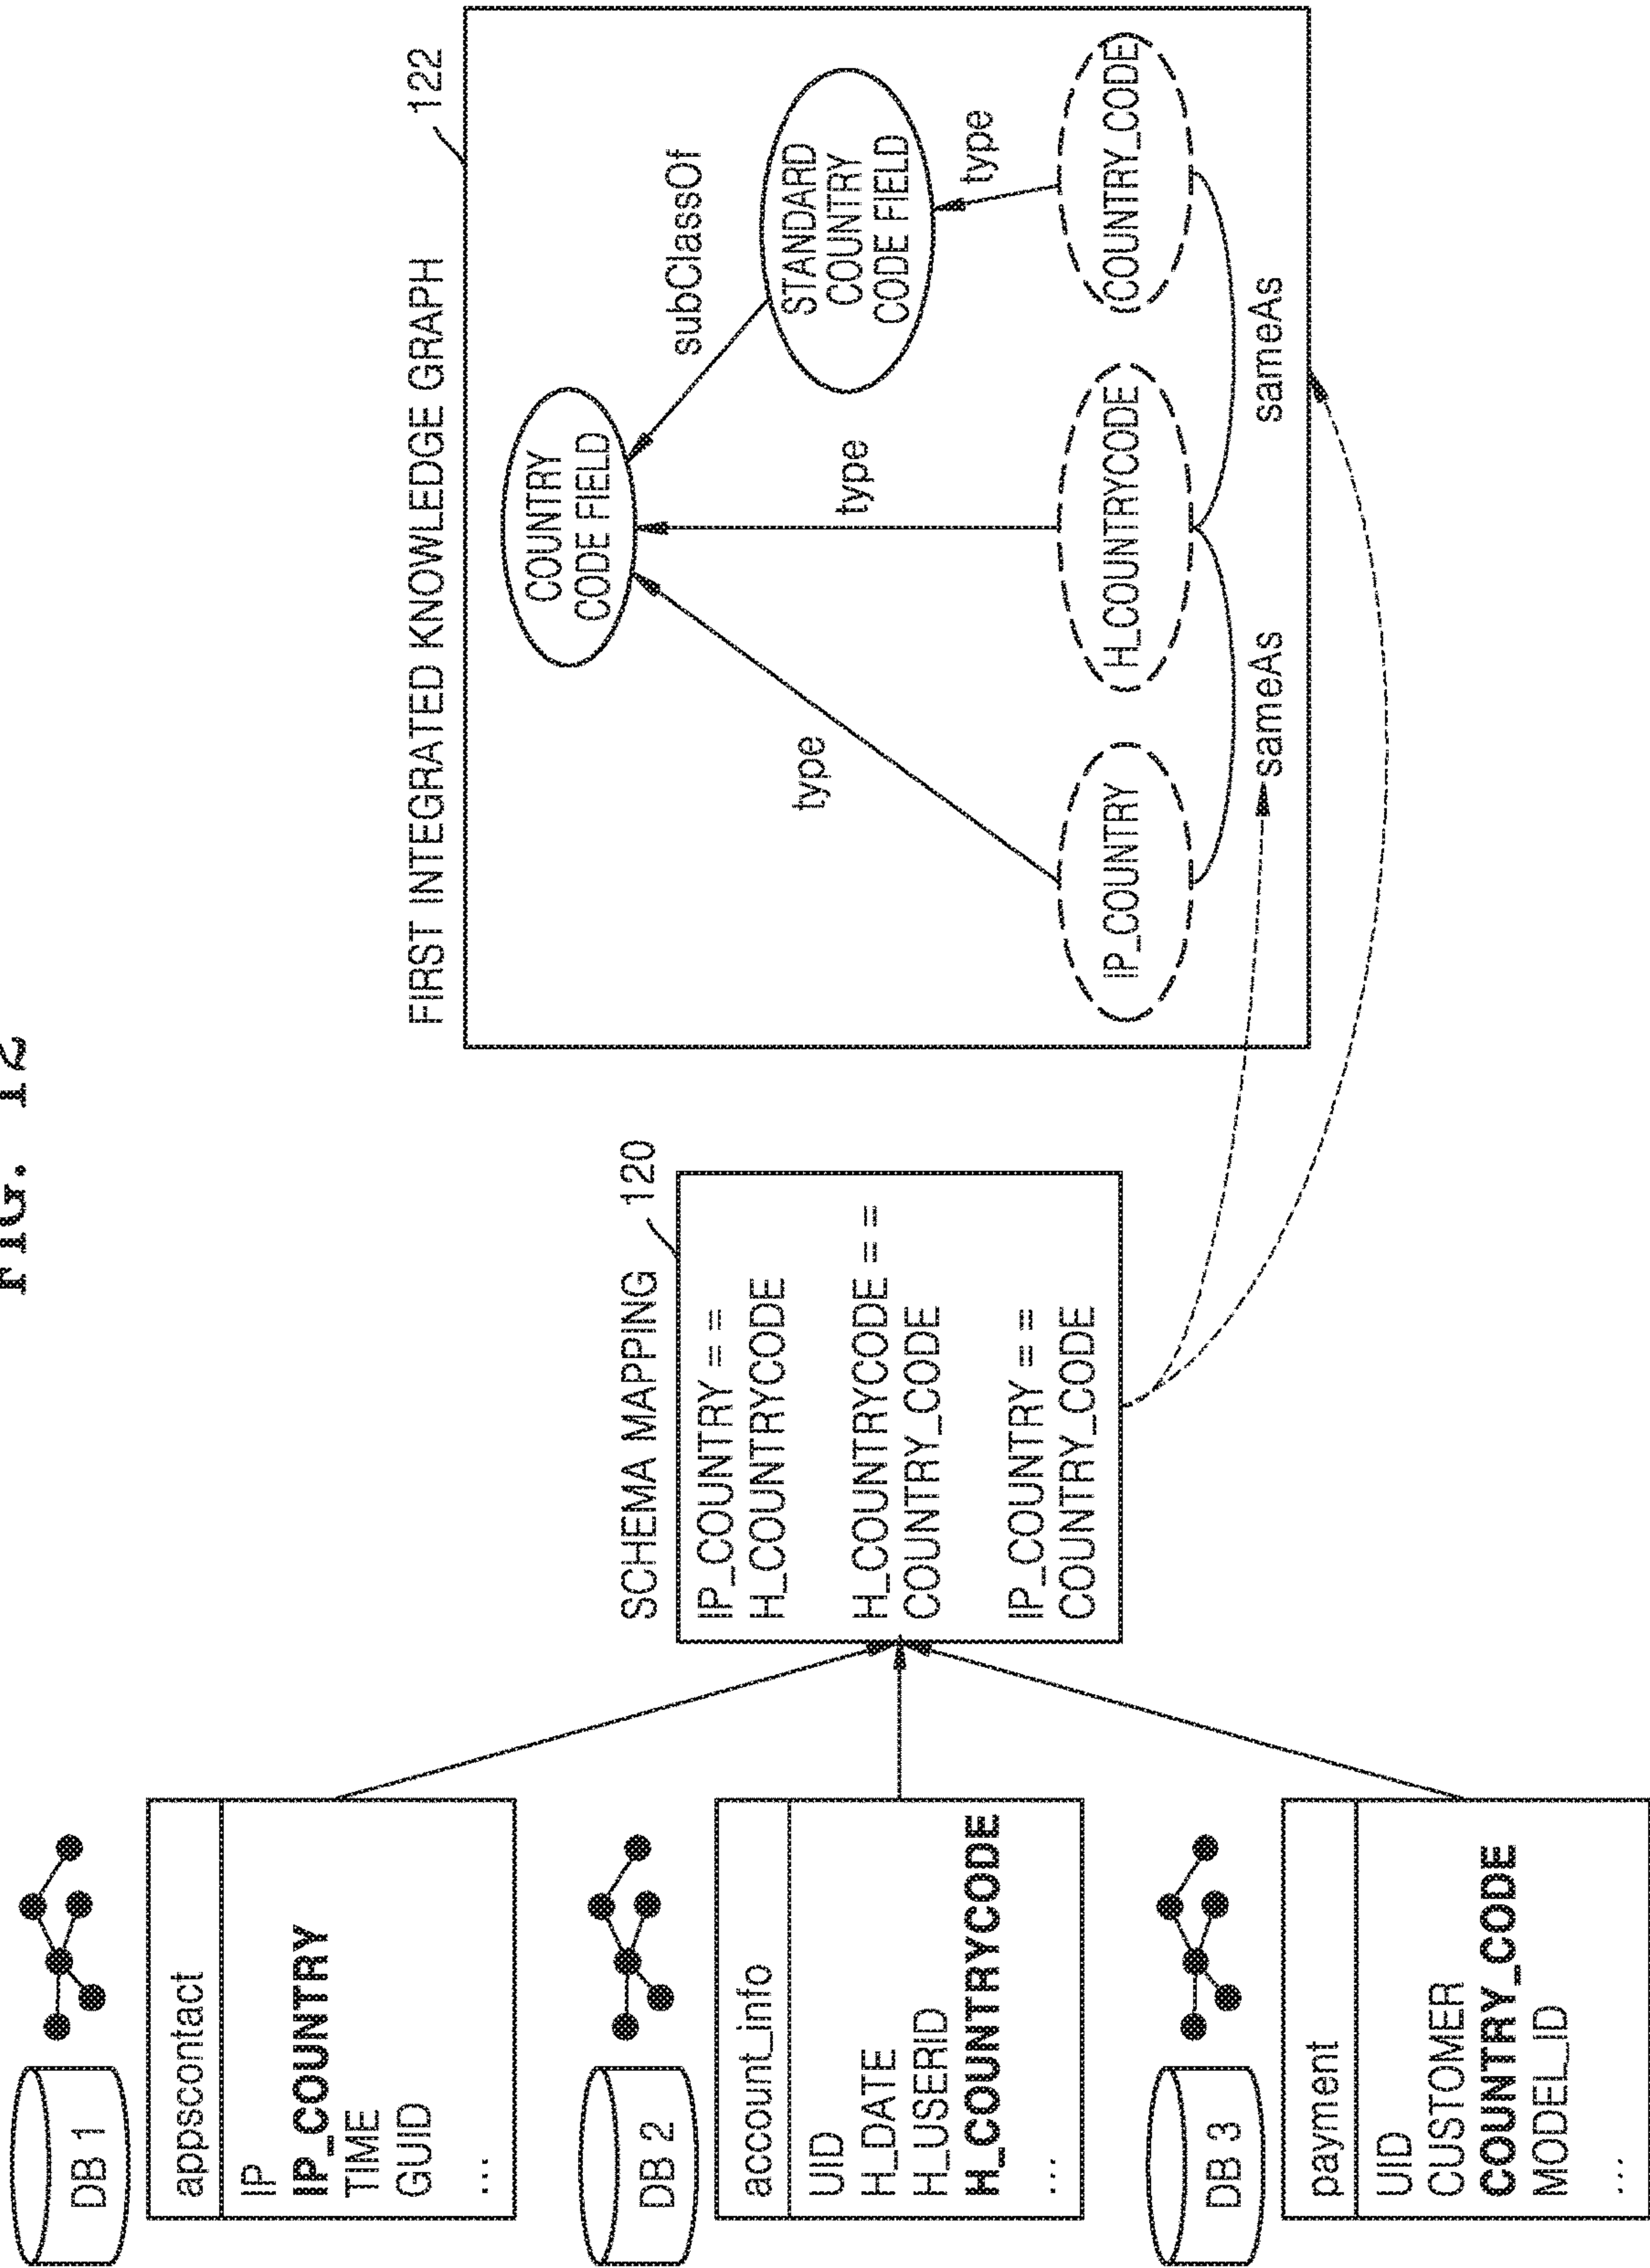 FIG. 12
DB 1
appscontact
IP
IP_COUNTRY
TIME
GUID
...
DB 2
account_info
UID
H_DATE
H_USERID
H_COUNTRYCODE
...
DB 3
payment
UID
CUSTOMER
COUNTRY_CODE
MODEL_ID
...
SCHEMA MAPPING 120
IP_COUNTRY = =
H_COUNTRYCODE
H_COUNTRYCODE = =
COUNTRY_CODE
IP_COUNTRY = =
COUNTRY_CODE
FIRST INTEGRATED KNOWLEDGE GRAPH 122
COUNTRY
CODE FIELD
subClassOf
STANDARD
COUNTRY
CODE FIELD
type
type
type
IP_COUNTRY
H_COUNTRYCODE
COUNTRY_CODE
sameAs
sameAs